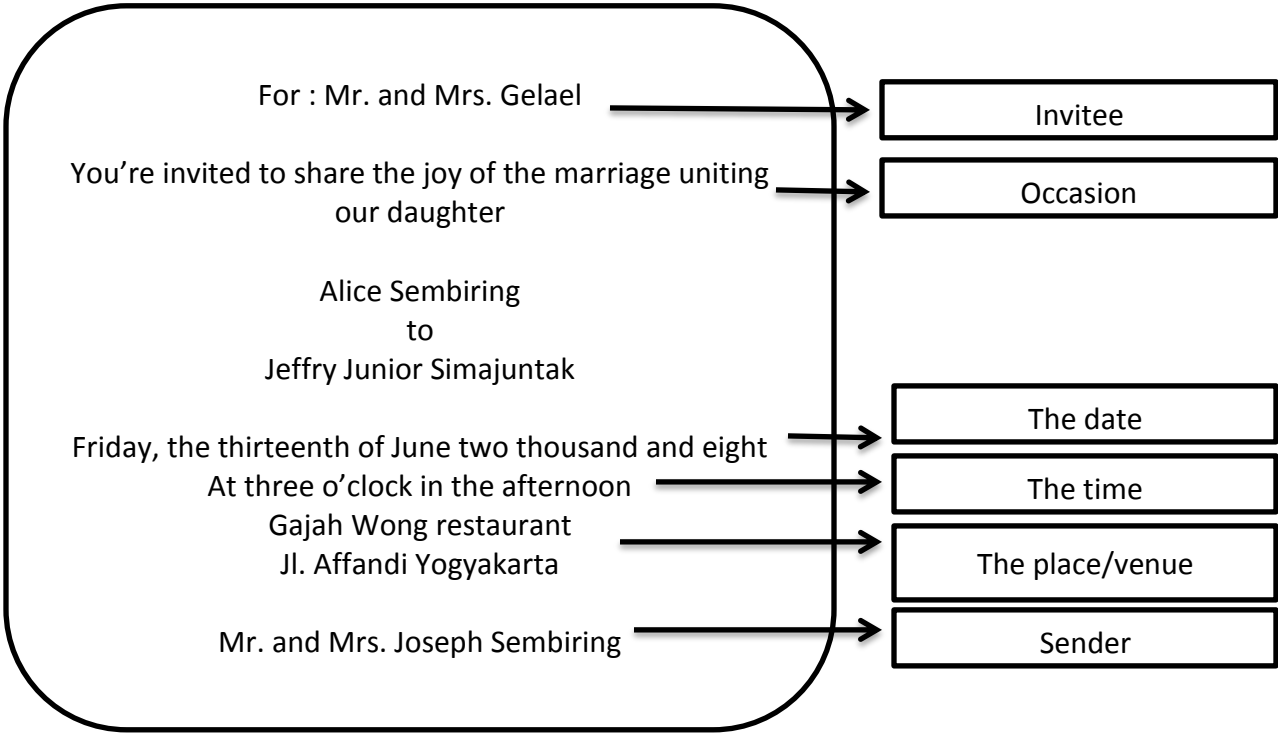 For : Mr. and Mrs. Gelael
Invitee
You’re invited to share the joy of the marriage uniting
our daughter
Occasion
Alice Sembiring
to
Jeffry Junior Simajuntak
Friday, the thirteenth of June two thousand and eight
The date
At three o’clock in the afternoon
The time
Gajah Wong restaurant
Jl. Affandi Yogyakarta
The place/venue
Mr. and Mrs. Joseph Sembiring
Sender